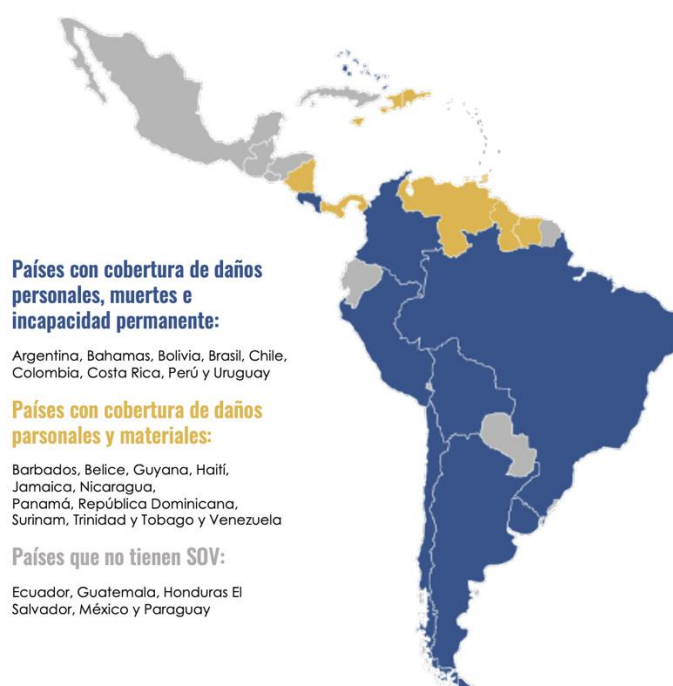 Países con cobertura de daños
personales, muertes e
incapacidad permanente:
Argentina, Bahamas, Bolivia, Brasil, Chile,
Colombia, Costa Rica, Perú y Uruguay
Países con cobertura de daños
parsonales y materiales:
Barbados, Belice, Guyana, Haití,
Jamaica, Nicaragua,
Panamá, República Dominicana,
Surinam, Trinidad y Tobago y Venezuela
Países que no tienen SOV:
Ecuador, Guatemala, Honduras El
Salvador, México y Paraguay